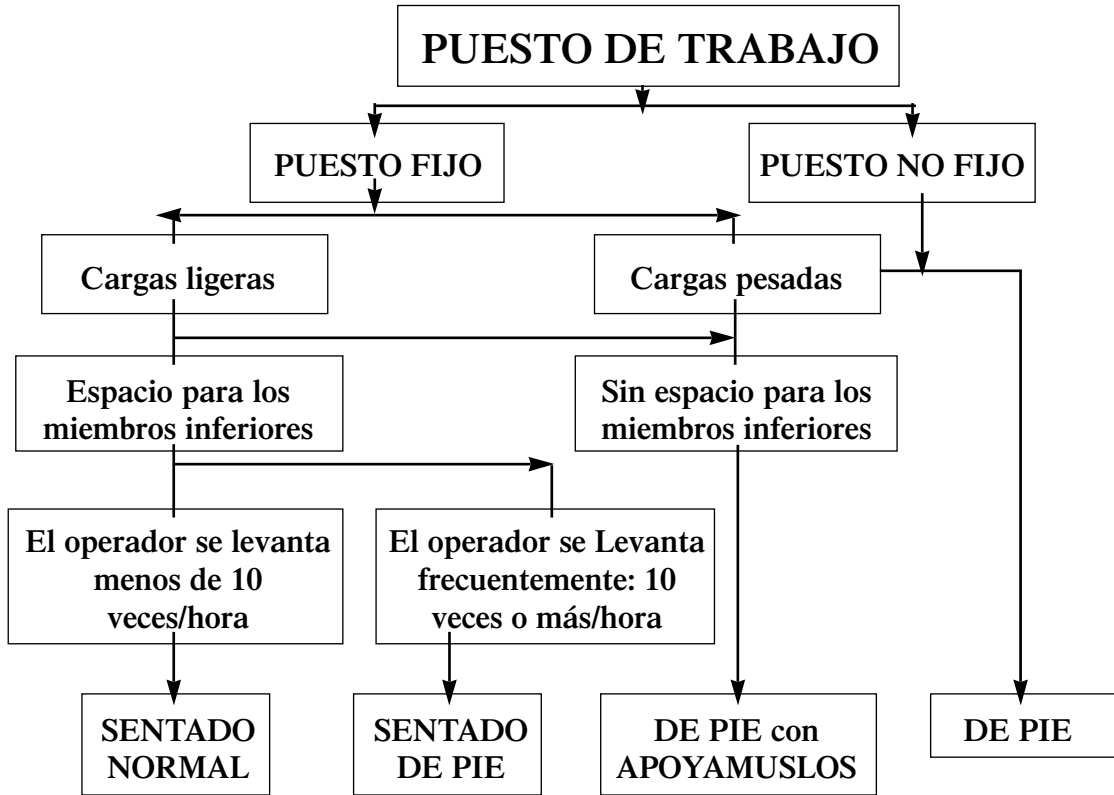 PUESTO DE TRABAJO
PUESTO FIJO
PUESTO NO FIJO
Cargas ligeras
Cargas pesadas
Espacio para los
miembros inferiores
Sin espacio para los
miembros inferiores
El operador se levanta
menos de 10
veces/hora
El operador se Levanta
frecuentemente: 10
veces o más/hora
SENTADO
NORMAL
SENTADO
DE PIE
DE PIE con
APOYAMUSLOS
DE PIE